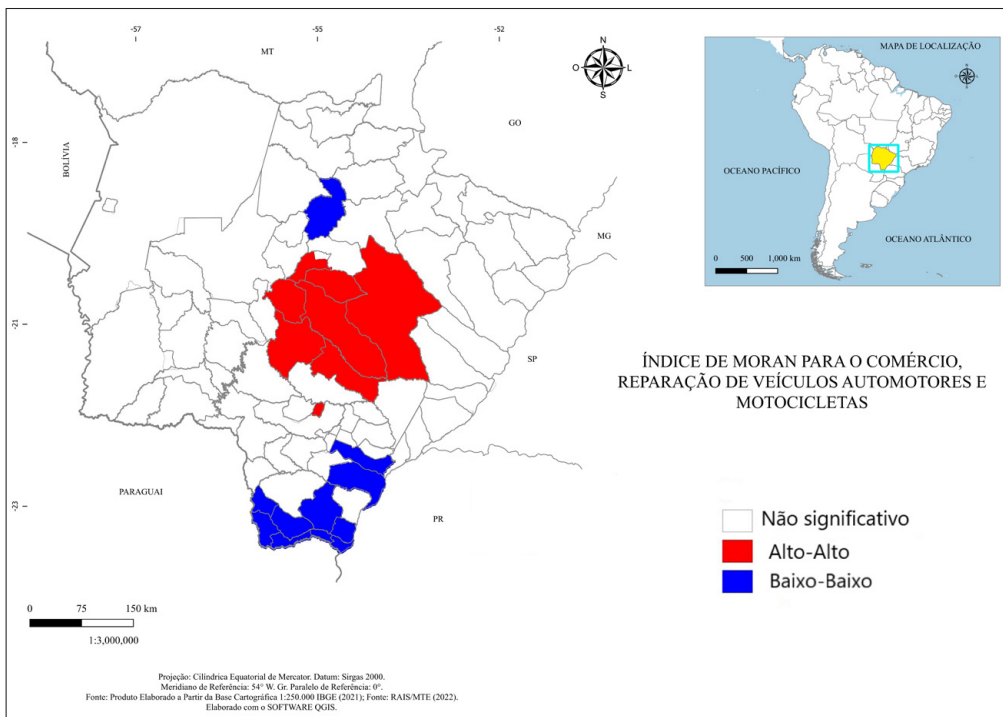 -57
-55
-52
MT
N
O
L
S
GO
-18
BOLÍVIA
MG
-21
SP
PARAGUAI
-23
PR
0
75
150 km
1:3,000,000
MAPA DE LOCALIZAÇÃO
OCEANO PACÍFICO
OCEANO ATLÂNTICO
0
500
1,000 km
ÍNDICE DE MORAN PARA O COMÉRCIO,
REPARAÇÃO DE VEÍCULOS AUTOMOTORES E
MOTOCICLETAS
Não significativo
Alto-Alto
Baixo-Baixo
Projeção: Cilíndrica Equatorial de Mercator. Datum: Sirgas 2000.
Meridiano de Referência: 54° W. Gr. Paralelo de Referência: 0°.
Fonte: Produto Elaborado a Partir da Base Cartográfica 1:250.000 IBGE (2021); Fonte: RAIS/MTE (2022).
Elaborado com o SOFTWARE QGIS.